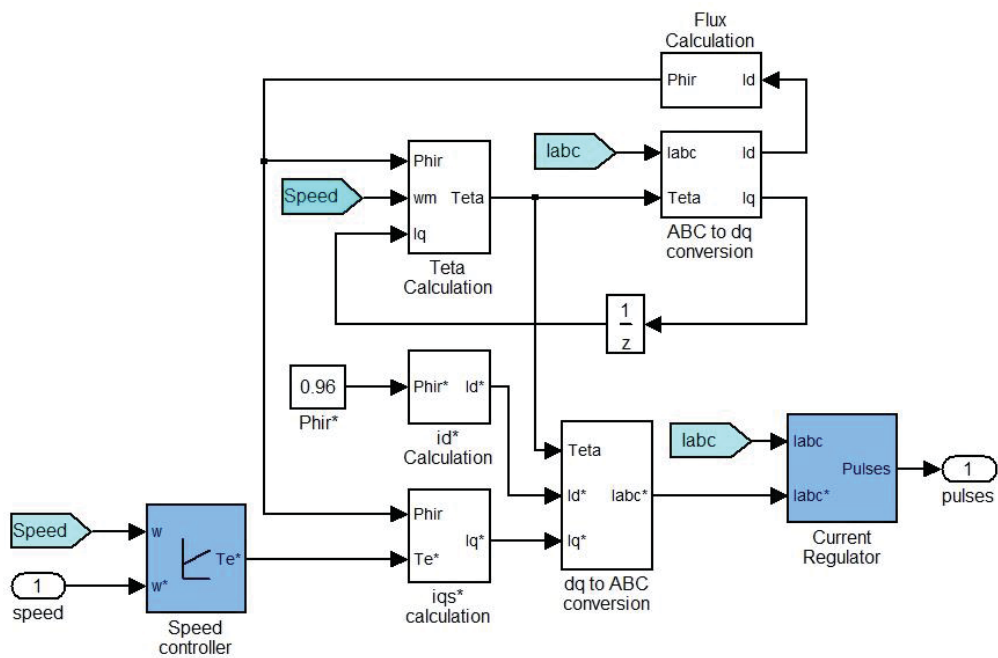 Flux
Calculation
Phir Id
Iabc
Iabc Id
Teta Iq
ABC to dq
conversion
Phir
Speed
wm Teta
Iq
Teta
Calculation
1
z
0.96
Phir*
Phir* Id*
id*
Calculation
Teta
Id* Iabc*
Iq*
dq to ABC
conversion
Iabc
Iabc
Pulses
Iabc*
Current
Regulator
1
pulses
Phir
Iq*
Te*
iqs*
calculation
Speed
w
Te*
w*
1
speed
Speed
controller